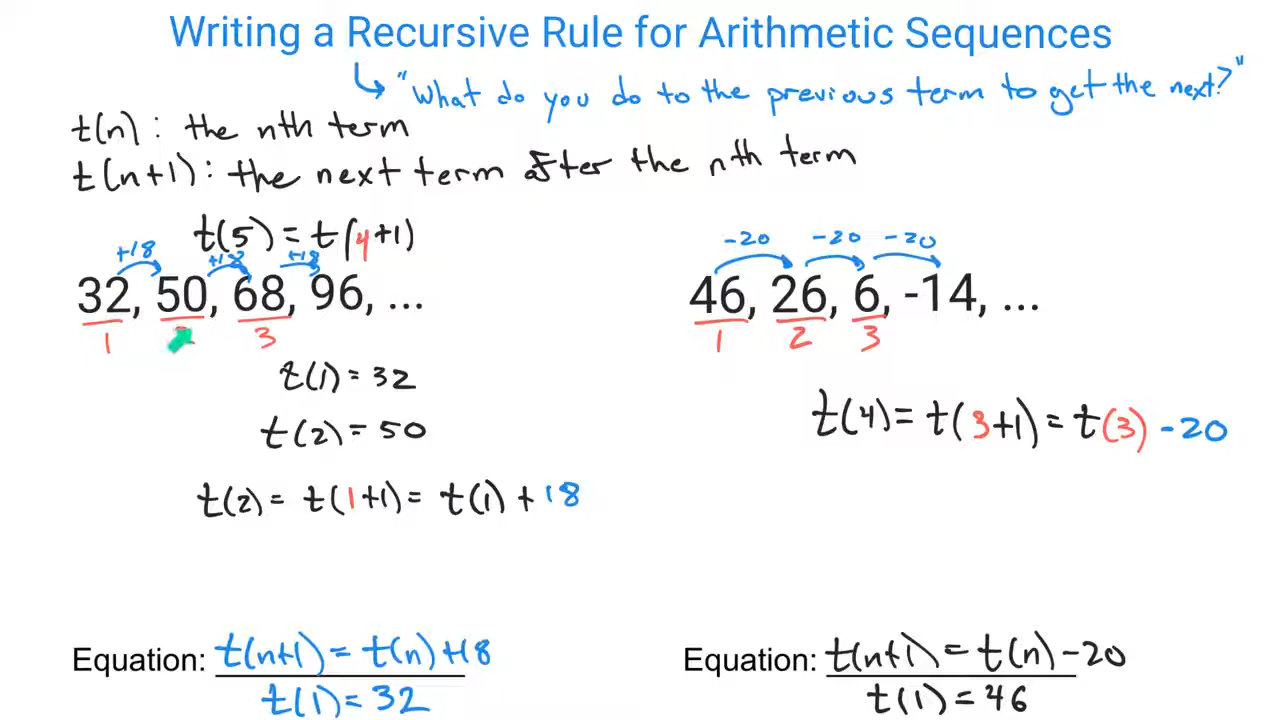 Writing a Recursive Rule for Arithmetic Sequences
"What do you do to the previous term to get the next?"
t(n): the nth term
t(n+1): the next term after the nth term
t(5) = t(4+1)
+18 +18 +18
32, 50, 68, 96, ...
1 3
t(1) = 32
t(2) = 50
t(2) = t(1+1) = t(1) + 18
Equation: t(n+1) = t(n) +18
t(1) = 32
-20 -20 -20
46, 26, 6, -14, ...
1 2 3
t(4) = t(3+1) = t(3) -20
Equation: t(n+1) = t(n) -20
t(1) = 46